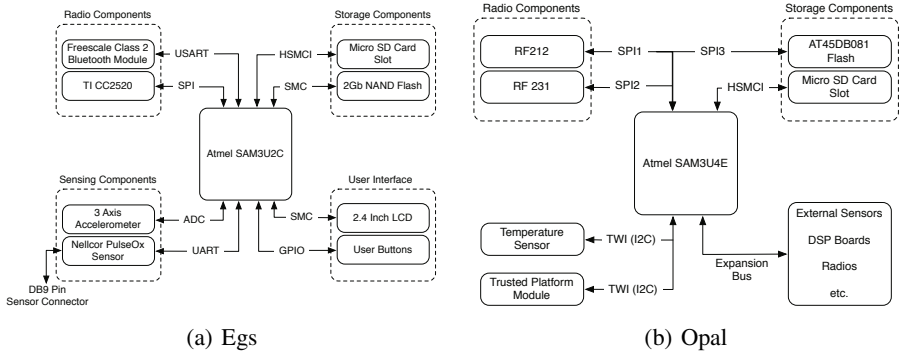 Radio Components
Freescale Class 2
Bluetooth Module
TI CC2520
USART
SPI
Storage Components
Micro SD Card
Slot
2Gb NAND Flash
HSMCI
SMC
Atmel SAM3U2C
Sensing Components
3 Axis
Accelerometer
Nellcor PulseOx
Sensor
ADC
UART
DB9 Pin
Sensor Connector
User Interface
2.4 Inch LCD
User Buttons
SMC
GPIO
(a) Egs
Radio Components
RF212
RF 231
SPI1
SPI2
Storage Components
AT45DB081
Flash
Micro SD Card
Slot
SPI3
HSMCI
Atmel SAM3U4E
Temperature
Sensor
TWI (I2C)
Trusted Platform
Module
TWI (I2C)
Expansion
Bus
External Sensors
DSP Boards
Radios
etc.
(b) Opal